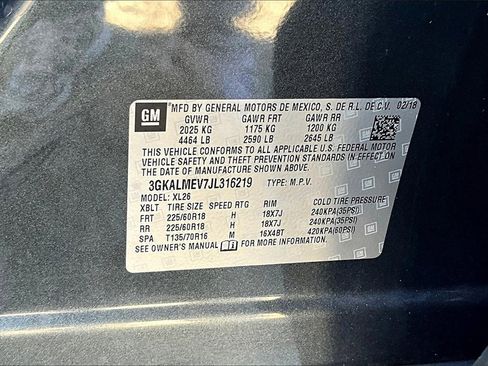 GM
MFD BY GENERAL MOTORS DE MEXICO, S. DE R.L. DE C.V. 02/18
GVWR GAWR FRT GAWR RR
2025 KG 1175 KG 1200 KG
4464 LB 2590 LB 2645 LB
THIS VEHICLE CONFORMS TO ALL APPLICABLE U.S. FEDERAL MOTOR
VEHICLE SAFETY AND THEFT PREVENTION STANDARDS IN EFFECT ON
THE DATE OF MANUFACTURE SHOWN ABOVE.
3GKALMEV7JL316219 TYPE: M.P.V.
MODEL: XL26
XBLT TIRE SIZE SPEED RTG RIM COLD TIRE PRESSURE
FRT 225/60R18 H 18X7J 240KPA(35PSI)
RR 225/60R18 H 18X7J 240KPA(35PSI)
SPA T135/70R16 M 16X4BT 420KPA(60PSI)
SEE OWNER'S MANUAL